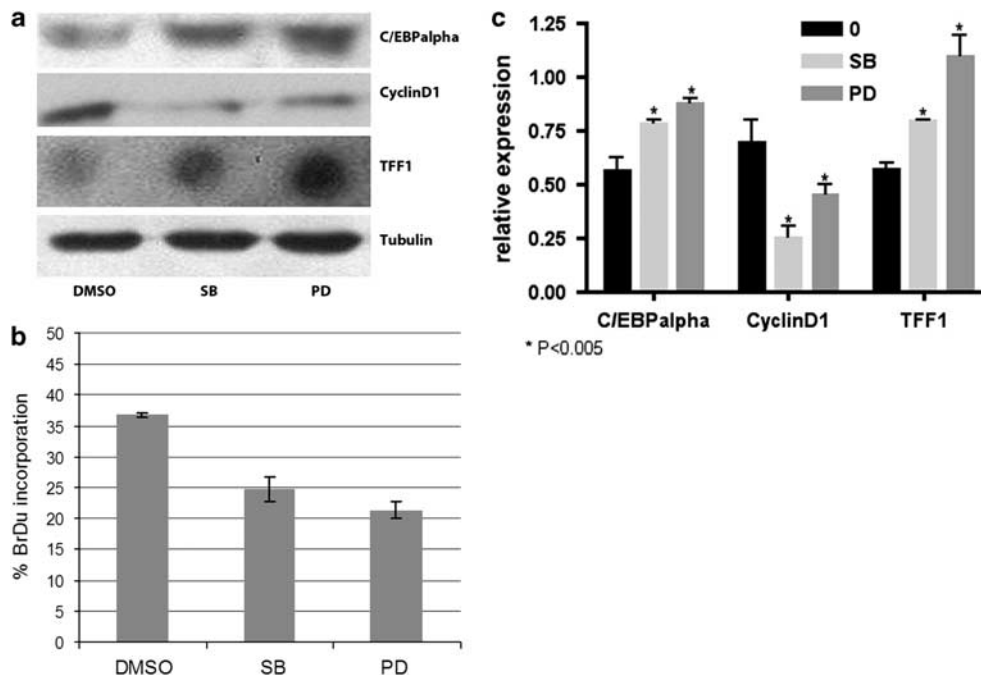 a
C/EBPalpha
CyclinD1
TFF1
Tubulin
DMSO SB PD
b
% BrDu incorporation
50
45
40
35
30
25
20
15
10
5
0
DMSO SB PD
c
relative expression
1.25
1.00
0.75
0.50
0.25
0.00
0
SB
PD
* * * * * *
C/EBPalpha CyclinD1 TFF1
* P<0.005